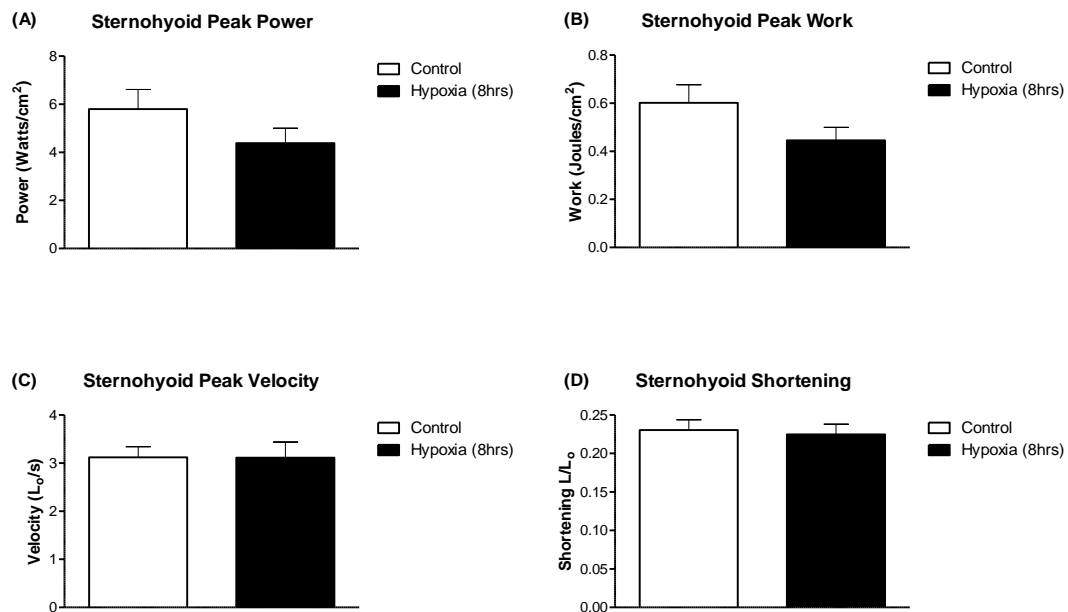 (A) Sternohyoid Peak Power
Power (Watts/cm²)
8
6
4
2
0
Control
Hypoxia (8hrs)
(B) Sternohyoid Peak Work
Work (Joules/cm²)
0.8
0.6
0.4
0.2
0.0
Control
Hypoxia (8hrs)
(C) Sternohyoid Peak Velocity
Velocity (Lₒ/s)
4
3
2
1
0
Control
Hypoxia (8hrs)
(D) Sternohyoid Shortening
Shortening L/Lₒ
0.25
0.20
0.15
0.10
0.05
0.00
Control
Hypoxia (8hrs)